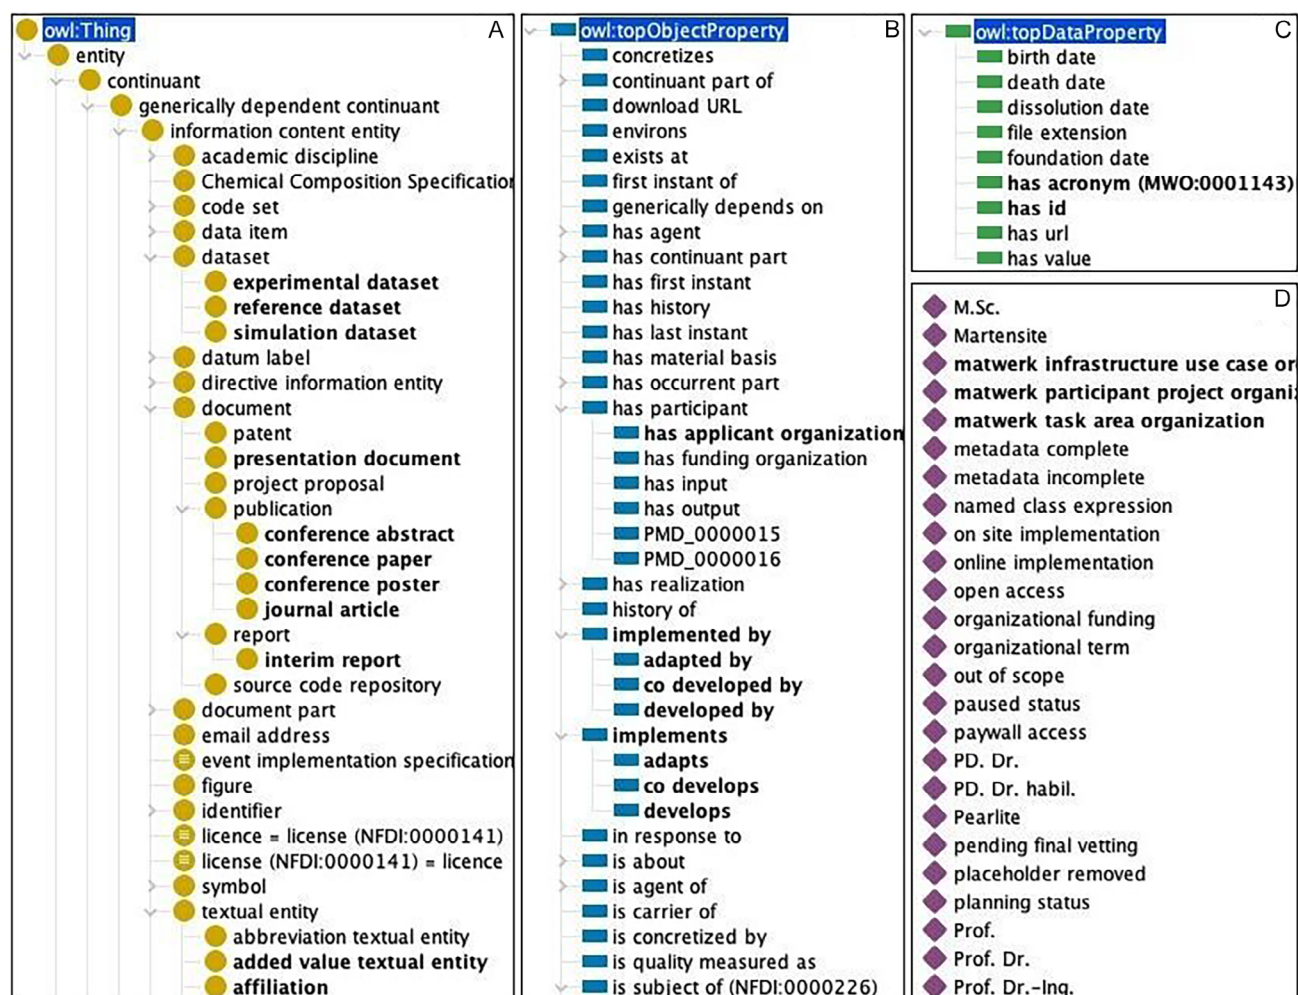 A
owl:Thing
entity
continuant
generically dependent continuant
information content entity
academic discipline
Chemical Composition Specification
code set
data item
dataset
experimental dataset
reference dataset
simulation dataset
datum label
directive information entity
document
patent
presentation document
project proposal
publication
conference abstract
conference paper
conference poster
journal article
report
interim report
source code repository
document part
email address
event implementation specification
figure
identifier
licence = license (NFDI:0000141)
license (NFDI:0000141) = licence
symbol
textual entity
abbreviation textual entity
added value textual entity
affiliation
B
owl:topObjectProperty
concretizes
continuant part of
download URL
environs
exists at
first instant of
generically depends on
has agent
has continuant part
has first instant
has history
has last instant
has material basis
has occurrent part
has participant
has applicant organization
has funding organization
has input
has output
PMD_0000015
PMD_0000016
has realization
history of
implemented by
adapted by
co developed by
developed by
implements
adapts
co develops
develops
in response to
is about
is agent of
is carrier of
is concretized by
is quality measured as
is subject of (NFDI:0000226)
C
owl:topDataProperty
birth date
death date
dissolution date
file extension
foundation date
has acronym (MWO:0001143)
has id
has url
has value
D
M.Sc.
Martensite
matwerk infrastructure use case or
matwerk participant project organi
matwerk task area organization
metadata complete
metadata incomplete
named class expression
on site implementation
online implementation
open access
organizational funding
organizational term
out of scope
paused status
paywall access
PD. Dr.
PD. Dr. habil.
Pearlite
pending final vetting
placeholder removed
planning status
Prof.
Prof. Dr.
Prof. Dr.-Ing.